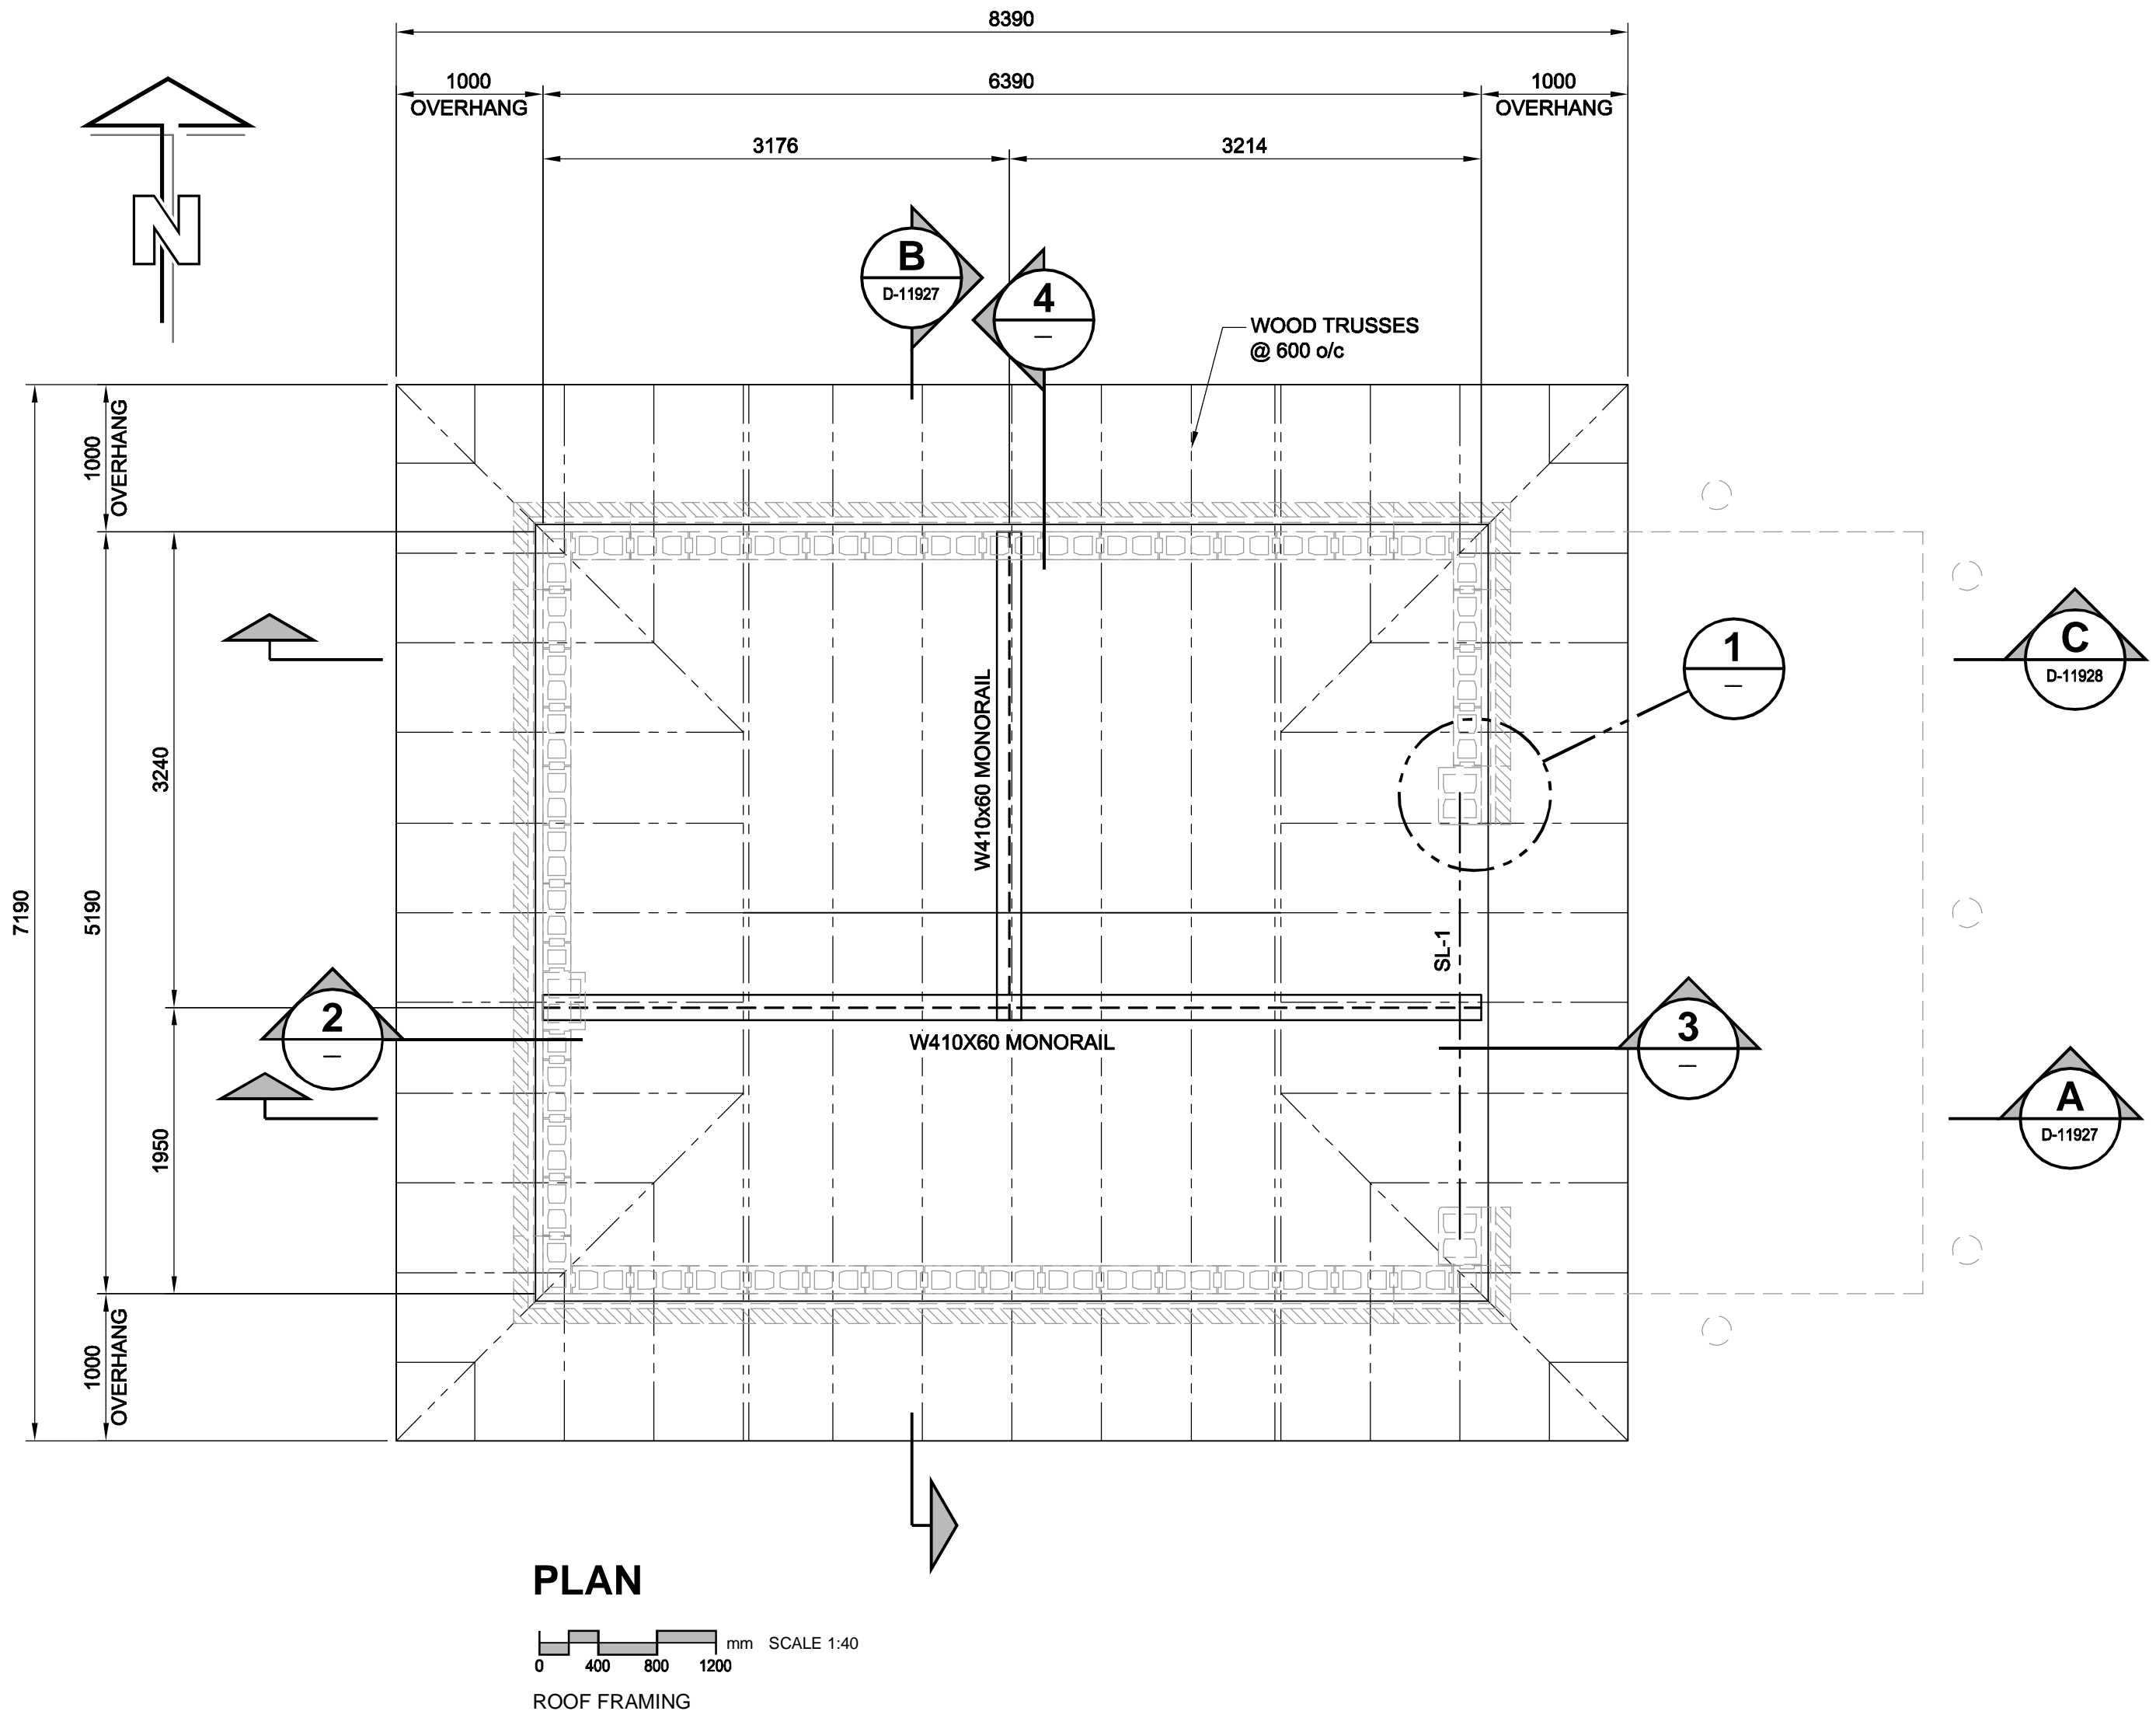 8390
1000
OVERHANG
6390
1000
OVERHANG
3176
3214
N
B
D-11927
4
—
WOOD TRUSSES
@ 600 o/c
1000
OVERHANG
1
—
C
D-11928
W410x60 MONORAIL
3240
7190
5190
SL-1
2
—
W410X60 MONORAIL
3
—
A
D-11927
1950
1000
OVERHANG
PLAN
mm SCALE 1:40
0 400 800 1200
ROOF FRAMING